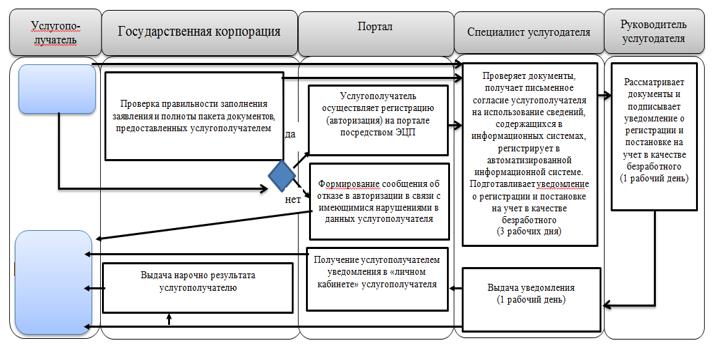 Услугопо-
лучатель
Государственная корпорация
Портал
Специалист услугодателя
Руководитель
услугодателя
Проверка правильности заполнения
заявления и полноты пакета документов,
предоставленных услугополучателем
да
нет
Услугополучатель
осуществляет регистрацию
(авторизация) на портале
посредством ЭЦП
Формирование сообщения об
отказе в авторизации в связи с
имеющимися нарушениями в
данных услугополучателя
Получение услугополучателем
уведомления в «личном
кабинете» услугополучателя
Выдача нарочно результата
услугополучателю
Проверяет документы,
получает письменное
согласие услугополучателя
на использование сведений,
содержащихся в
информационных системах,
регистрирует в
автоматизированной
информационной системе.
Подготавливает уведомление
о регистрации и постановке
на учет в качестве
безработного
(3 рабочих дня)
Выдача уведомления
(1 рабочий день)
Рассматривает
документы и
подписывает
уведомление о
регистрации и
постановке на
учет в качестве
безработного
(1 рабочий день)